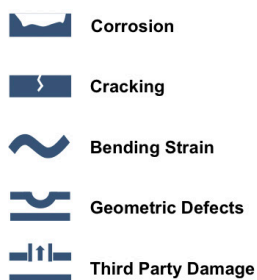 Corrosion
Cracking
Bending Strain
Geometric Defects
Third Party Damage